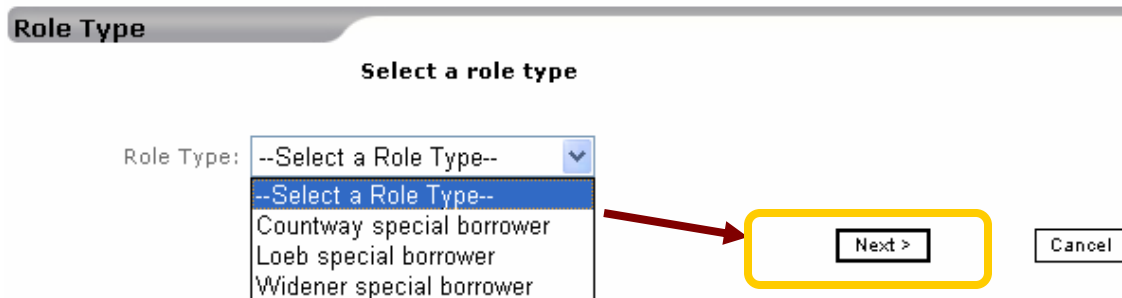 Role Type
Select a role type
Role Type: --Select a Role Type--
--Select a Role Type--
Countway special borrower
Loeb special borrower
Widener special borrower
Next >
Cancel